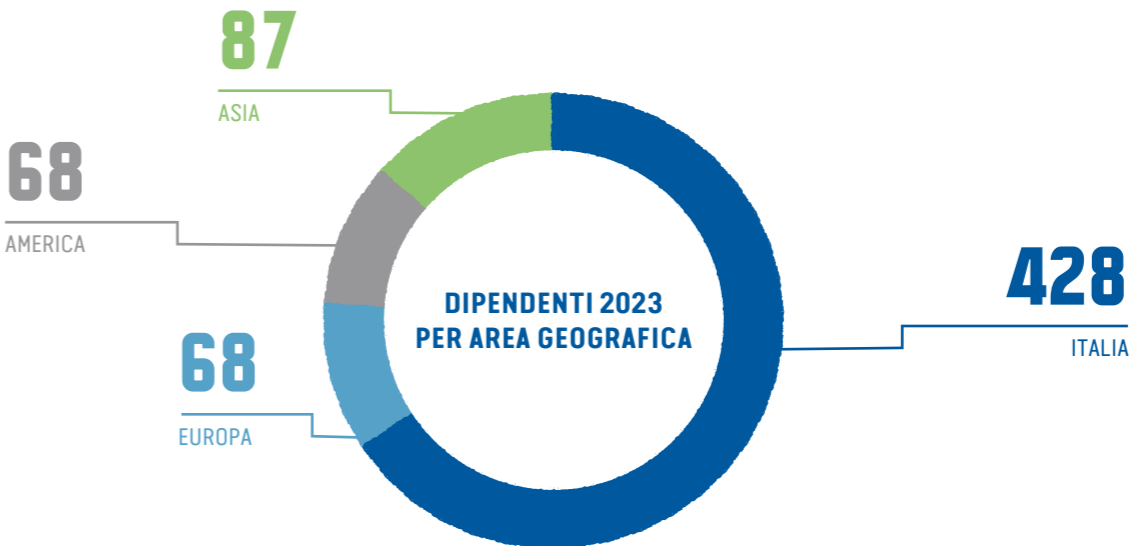 87
ASIA
68
AMERICA
DIPENDENTI 2023
PER AREA GEOGRAFICA
428
ITALIA
68
EUROPA